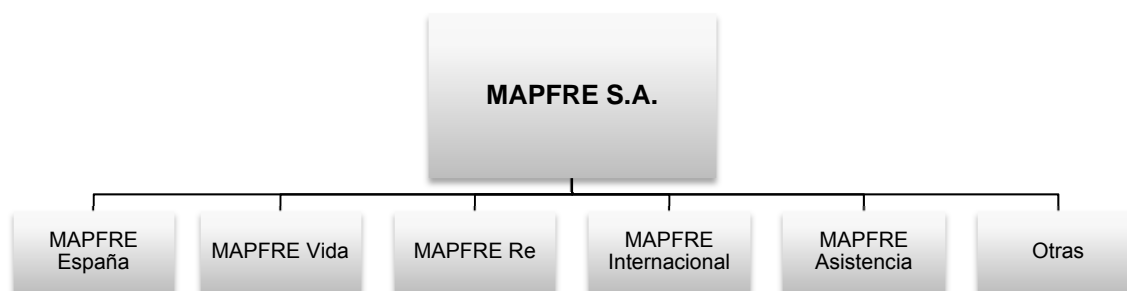 MAPFRE S.A.
MAPFRE
España
MAPFRE Vida
MAPFRE Re
MAPFRE
Internacional
MAPFRE
Asistencia
Otras